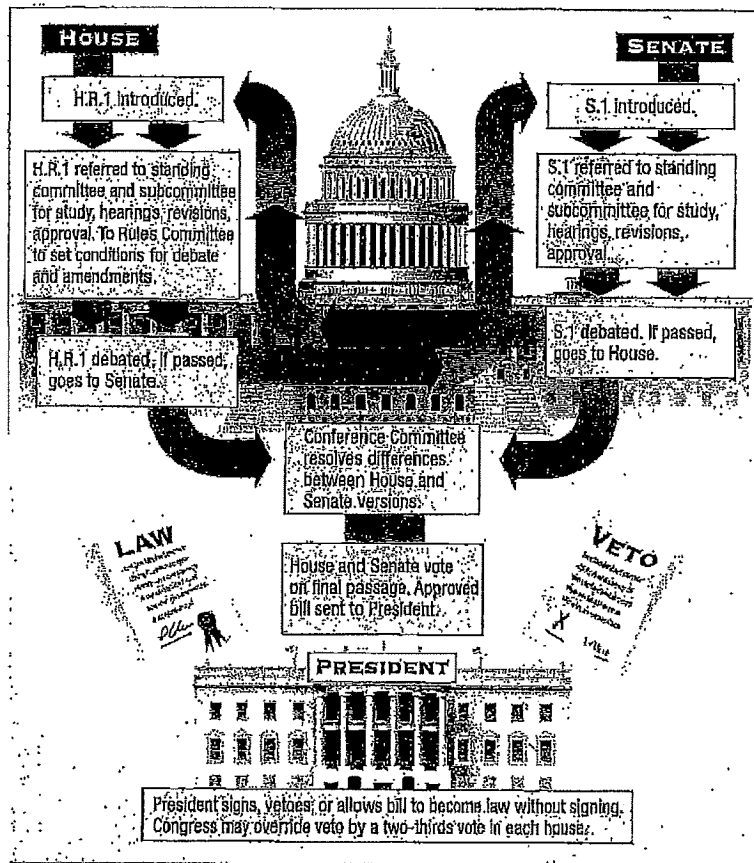 HOUSE
H.R.1 introduced.
H.R.1 referred to standing
committee and subcommittee
for study, hearings, revisions,
approval. To Rules Committee
to set conditions for debate
and amendments.
H.R.1 debated. If passed,
goes to Senate.
SENATE
S.1 introduced.
S.1 referred to standing
committee and
subcommittee for study,
hearings, revisions,
approval.
S.1 debated. If passed,
goes to House.
Conference Committee
resolves differences
between House and
Senate versions.
LAW
VETO
House and Senate vote
on final passage. Approved
bill sent to President.
PRESIDENT
President signs, vetoes, or allows bill to become law without signing.
Congress may override veto by a two-thirds vote in each house.